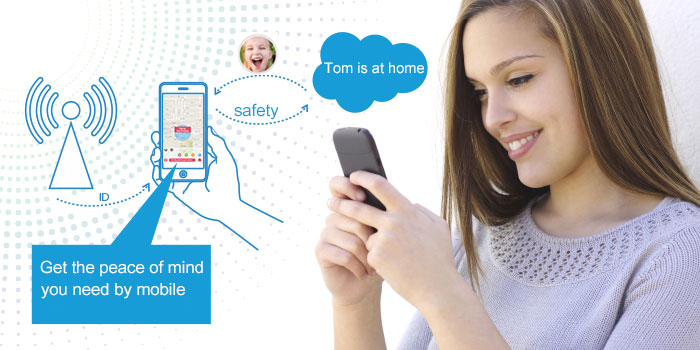 Tom is at home
safety
ID
Get the peace of mind
you need by mobile